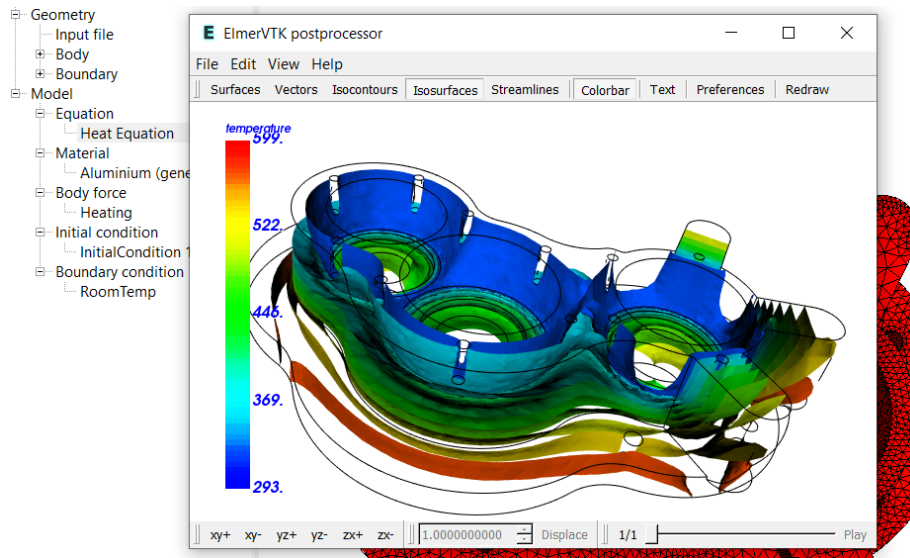 Geometry
Input file
Body
Boundary
Model
Equation
Heat Equation
Material
Aluminium (gene
Body force
Heating
Initial condition
InitialCondition 1
Boundary condition
RoomTemp
E ElmerVTK postprocessor
File Edit View Help
Surfaces Vectors Isocontours Isosurfaces Streamlines Colorbar Text Preferences Redraw
temperature
599.
522.
446.
369.
293.
xy+ xy- yz+ yz- zx+ zx- 1.0000000000 Displace 1/1 Play